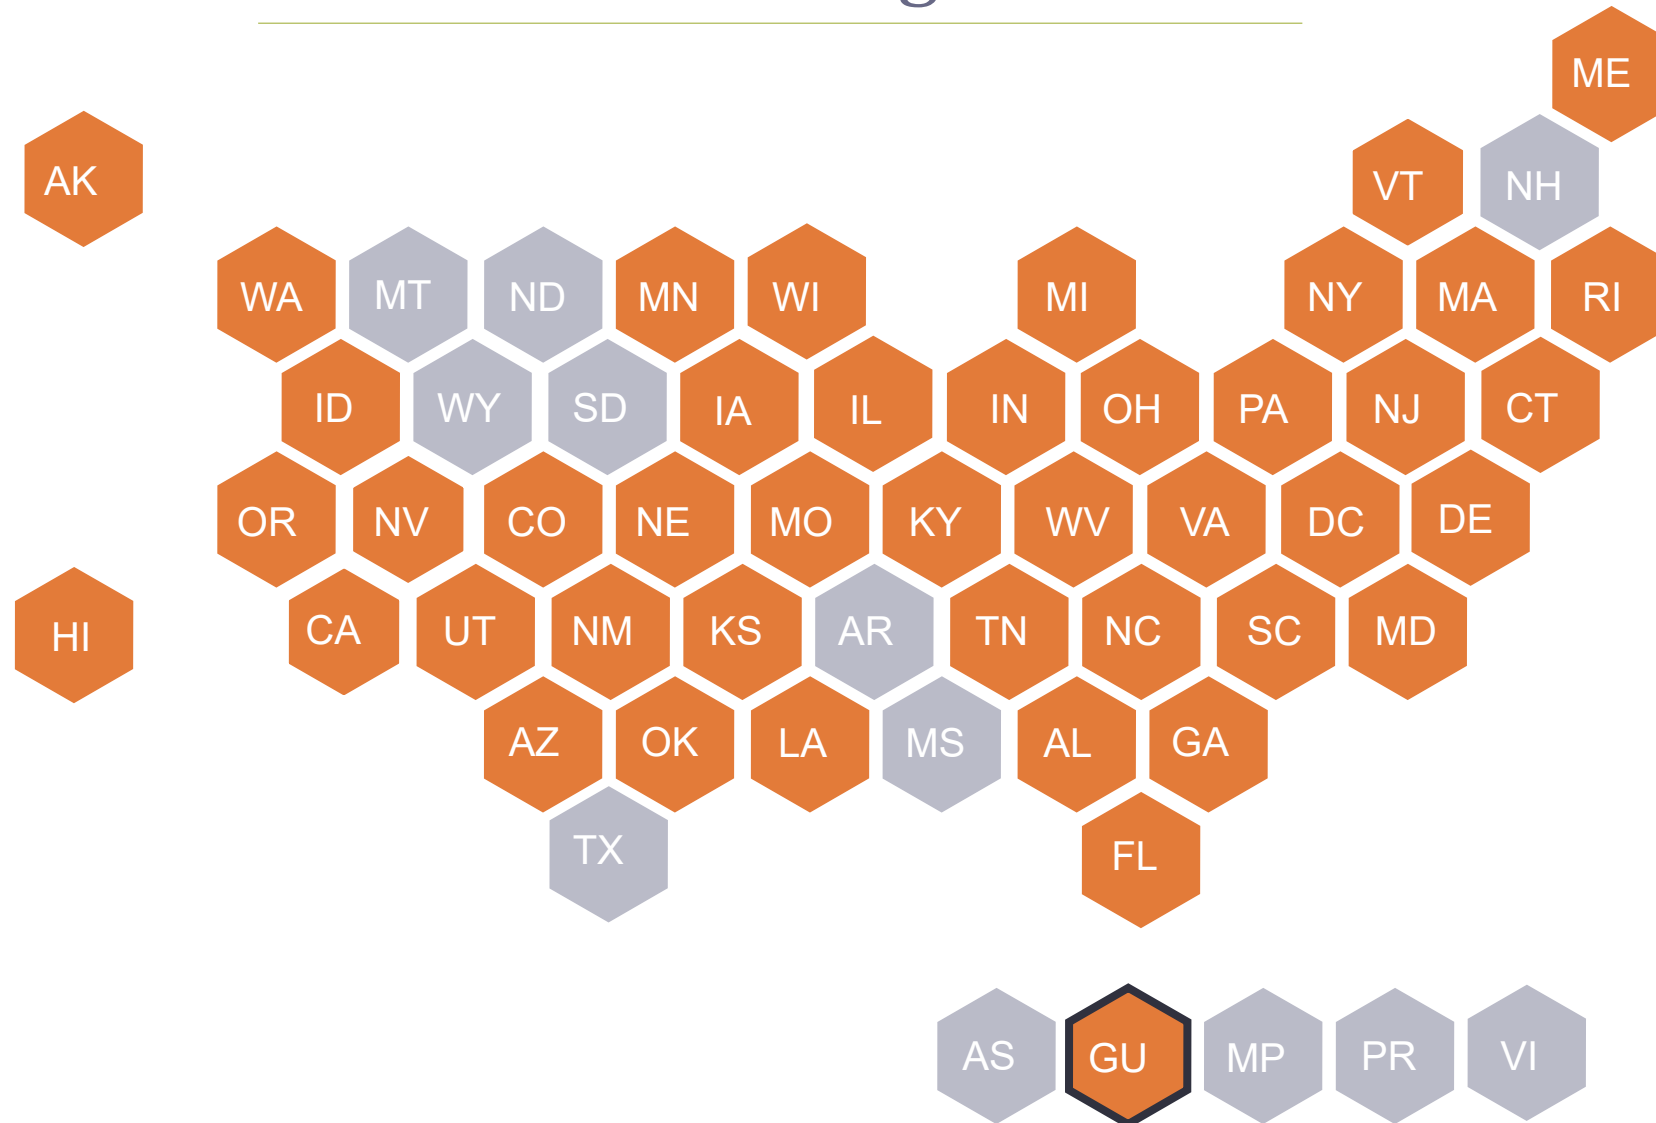 ME
AK
VT NH
WA MT ND MN WI MI NY MA RI
ID WY SD IA IL IN OH PA NJ CT
OR NV CO NE MO KY WV VA DC DE
HI CA UT NM KS AR TN NC SC MD
AZ OK LA MS AL GA
TX FL
AS GU MP PR VI